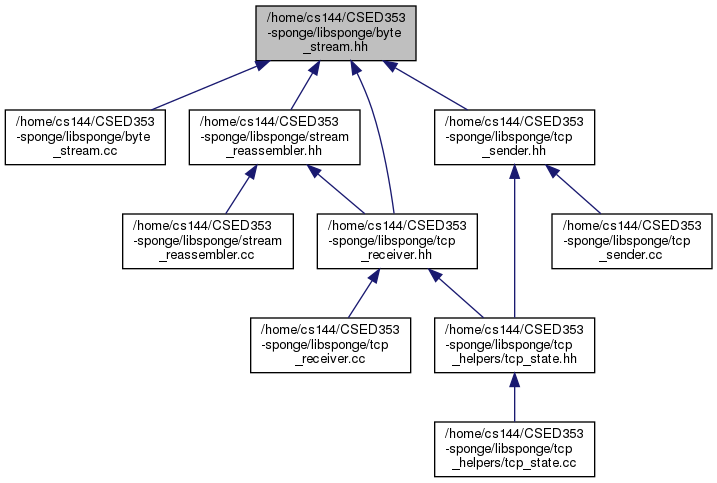 /home/cs144/CSED353
-sponge/libsponge/byte
_stream.hh
/home/cs144/CSED353
-sponge/libsponge/byte
_stream.cc
/home/cs144/CSED353
-sponge/libsponge/stream
_reassembler.hh
/home/cs144/CSED353
-sponge/libsponge/tcp
_sender.hh
/home/cs144/CSED353
-sponge/libsponge/stream
_reassembler.cc
/home/cs144/CSED353
-sponge/libsponge/tcp
_receiver.hh
/home/cs144/CSED353
-sponge/libsponge/tcp
_sender.cc
/home/cs144/CSED353
-sponge/libsponge/tcp
_receiver.cc
/home/cs144/CSED353
-sponge/libsponge/tcp
_helpers/tcp_state.hh
/home/cs144/CSED353
-sponge/libsponge/tcp
_helpers/tcp_state.cc